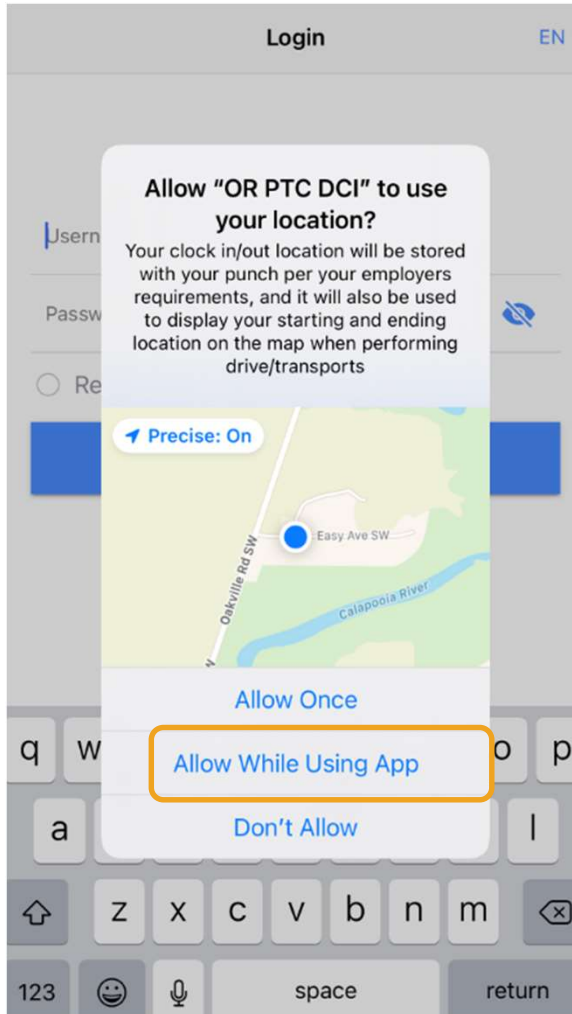 Login
EN
Allow “OR PTC DCI” to use
your location?
Your clock in/out location will be stored
with your punch per your employers
requirements, and it will also be used
to display your starting and ending
location on the map when performing
drive/transports
Usern
Passw
Re
Precise: On
Easy Ave SW
Oakville Rd SW
Calapooia River
W
Allow Once
Allow While Using App
Don’t Allow
q w o p
a l
z x c v b n m
123 space return